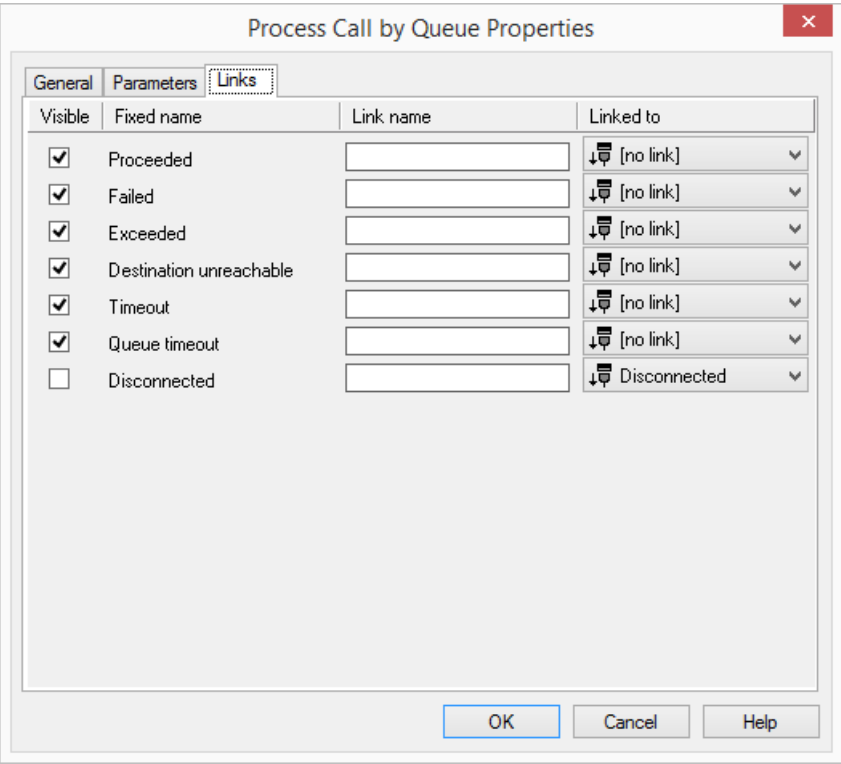 Process Call by Queue Properties
General Parameters Links
Visible Fixed name Link name Linked to
Proceeded [no link]
Failed [no link]
Exceeded [no link]
Destination unreachable [no link]
Timeout [no link]
Queue timeout [no link]
Disconnected Disconnected
OK Cancel Help